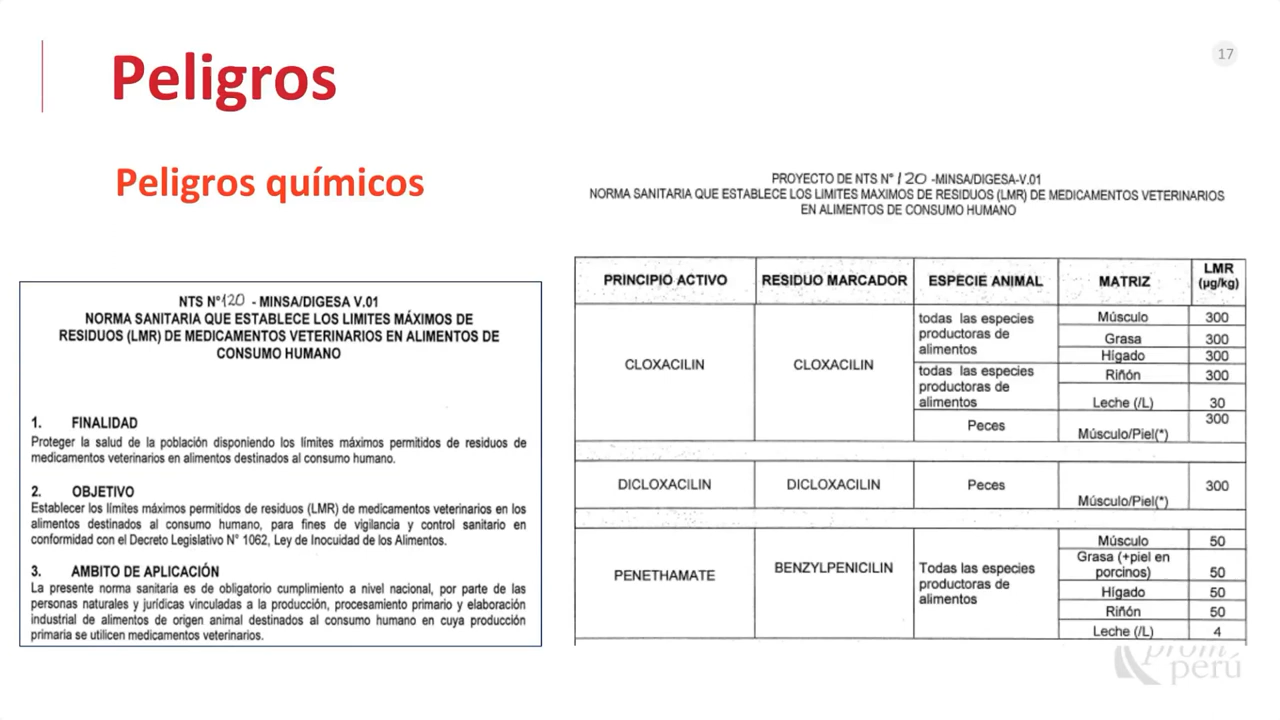 Peligros
17
Peligros químicos
NTS N°120 - MINSA/DIGESA V.01
NORMA SANITARIA QUE ESTABLECE LOS LIMITES MÁXIMOS DE
RESIDUOS (LMR) DE MEDICAMENTOS VETERINARIOS EN ALIMENTOS DE
CONSUMO HUMANO
1. FINALIDAD
Proteger la salud de la población disponiendo los límites máximos permitidos de residuos de
medicamentos veterinarios en alimentos destinados al consumo humano.
2. OBJETIVO
Establecer los límites máximos permitidos de residuos (LMR) de medicamentos veterinarios en los
alimentos destinados al consumo humano, para fines de vigilancia y control sanitario en
conformidad con el Decreto Legislativo N° 1062, Ley de Inocuidad de los Alimentos.
3. AMBITO DE APLICACIÓN
La presente norma sanitaria es de obligatorio cumplimiento a nivel nacional, por parte de las
personas naturales y jurídicas vinculadas a la producción, procesamiento primario y elaboración
industrial de alimentos de origen animal destinados al consumo humano en cuya producción
primaria se utilicen medicamentos veterinarios.
PROYECTO DE NTS N° 120 -MINSA/DIGESA-V.01
NORMA SANITARIA QUE ESTABLECE LOS LIMITES MAXIMOS DE RESIDUOS (LMR) DE MEDICAMENTOS VETERINARIOS
EN ALIMENTOS DE CONSUMO HUMANO
PRINCIPIO ACTIVO RESIDUO MARCADOR ESPECIE ANIMAL MATRIZ LMR
(µg/kg)
CLOXACILIN CLOXACILIN
todas las especies
productoras de
alimentos
Músculo 300
Grasa 300
Hígado 300
todas las especies
productoras de
alimentos
Riñón 300
Leche (/L) 30
Peces Músculo/Piel(*) 300
DICLOXACILIN DICLOXACILIN Peces Músculo/Piel(*) 300
PENETHAMATE BENZYLPENICILIN
Todas las especies
productoras de
alimentos
Músculo 50
Grasa (+piel en
porcinos) 50
Hígado 50
Riñón 50
Leche (/L) 4
prom
perú